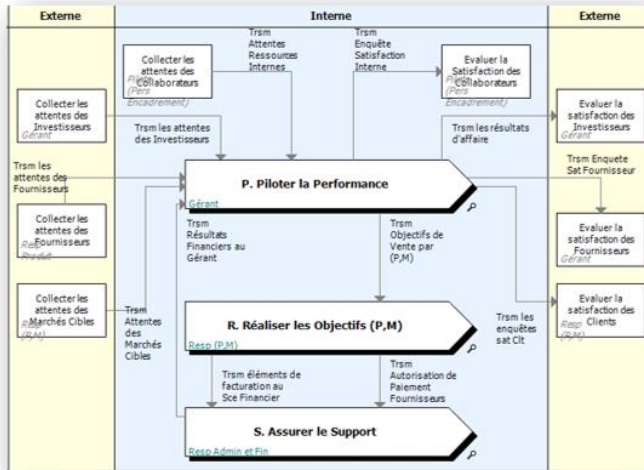 Externe
Interne
Externe
Collecter les
attentes des
Collaborateurs
Pilote
(Pers
Encadrement)
Trsm
Attentes
Ressources
Internes
Trsm
Enquête
Satisfaction
Interne
Evaluer la
Satisfaction des
Collaborateurs
Pilote
(Pers
Encadrement)
Collecter les
attentes des
Investisseurs
Gérant
Trsm les attentes
des Investisseurs
Trsm les résultats
d'affaire
Evaluer la
satisfaction des
Investisseurs
Gérant
Trsm les
attentes des
Fournisseurs
P. Piloter la Performance
Gérant
Trsm Enquete
Sat Fournisseur
Collecter les
attentes des
Fournisseurs
Resp
Produit
Trsm
Résultats
Financiers au
Gérant
Trsm
Objectifs de
Vente par
(P,M)
Evaluer la
satisfaction des
Fournisseurs
Gérant
Collecter les
attentes des
Marchés Cibles
Resp
(P,M)
Trsm
Attentes
des
Marchés
Cibles
R. Réaliser les Objectifs (P,M)
Resp (P,M)
Trsm les
enquêtes
sat Clt
Evaluer la
satisfaction des
Clients
Resp
(P,M)
Trsm éléments de
facturation au
Sce Financier
Trsm
Autorisation de
Paiement
Fournisseurs
S. Assurer le Support
Resp Admin et Fin